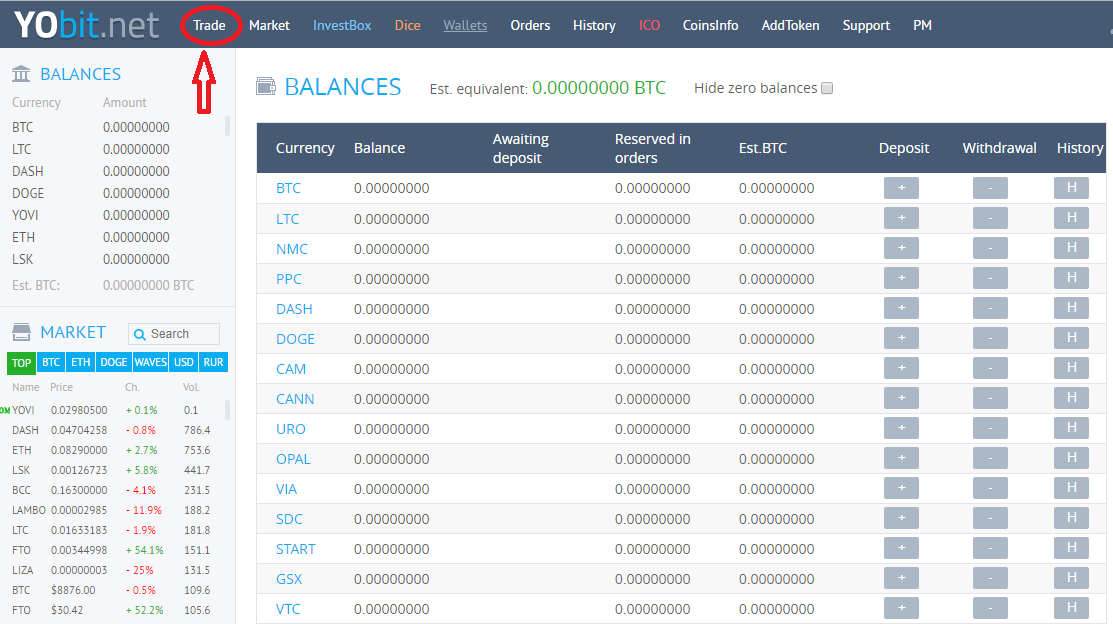 YObit.net Trade Market InvestBox Dice Wallets Orders History ICO CoinsInfo AddToken Support PM
BALANCES
Currency Amount
BTC 0.00000000
LTC 0.00000000
DASH 0.00000000
DOGE 0.00000000
YOVI 0.00000000
ETH 0.00000000
LSK 0.00000000
Est. BTC: 0.00000000 BTC
MARKET Search
TOP BTC ETH DOGE WAVES USD RUR
Name Price Ch. Vol.
YOVI 0.02980500 + 0.1% 0.1
DASH 0.04704258 - 0.8% 786.4
ETH 0.08290000 + 2.7% 753.6
LSK 0.00126723 + 5.8% 441.7
BCC 0.16300000 - 4.1% 231.5
LAMBO 0.00002985 - 11.9% 188.2
LTC 0.01633183 - 1.9% 181.8
FTO 0.00344998 + 54.1% 151.1
LIZA 0.00000003 - 25% 131.5
BTC $8876.00 - 0.5% 109.6
FTO $30.42 + 52.2% 105.6
BALANCES Est. equivalent: 0.00000000 BTC Hide zero balances
Currency Balance Awaiting deposit Reserved in orders Est.BTC Deposit Withdrawal History
BTC 0.00000000 0.00000000 0.00000000 + - H
LTC 0.00000000 0.00000000 0.00000000 + - H
NMC 0.00000000 0.00000000 0.00000000 + - H
PPC 0.00000000 0.00000000 0.00000000 + - H
DASH 0.00000000 0.00000000 0.00000000 + - H
DOGE 0.00000000 0.00000000 0.00000000 + - H
CAM 0.00000000 0.00000000 0.00000000 + - H
CANN 0.00000000 0.00000000 0.00000000 + - H
URO 0.00000000 0.00000000 0.00000000 + - H
OPAL 0.00000000 0.00000000 0.00000000 + - H
VIA 0.00000000 0.00000000 0.00000000 + - H
SDC 0.00000000 0.00000000 0.00000000 + - H
START 0.00000000 0.00000000 0.00000000 + - H
GSX 0.00000000 0.00000000 0.00000000 + - H
VTC 0.00000000 0.00000000 0.00000000 + - H